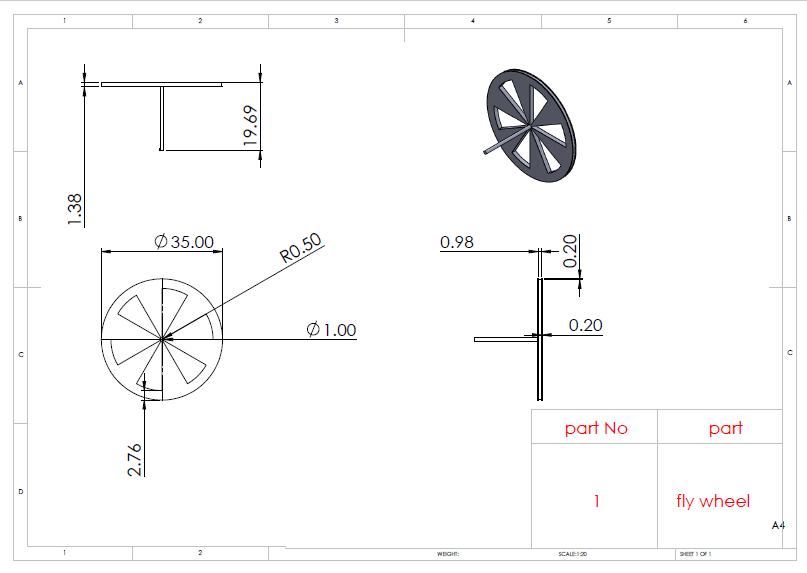 1 2 3 4 5 6
A A
19.69
1.38
B B
Ø 35.00
R0.50
0.98
0.20
Ø 1.00
0.20
C C
2.76
part No part
1 fly wheel
D
A4
1 2
WEIGHT: SCALE:1:20 SHEET 1 OF 1